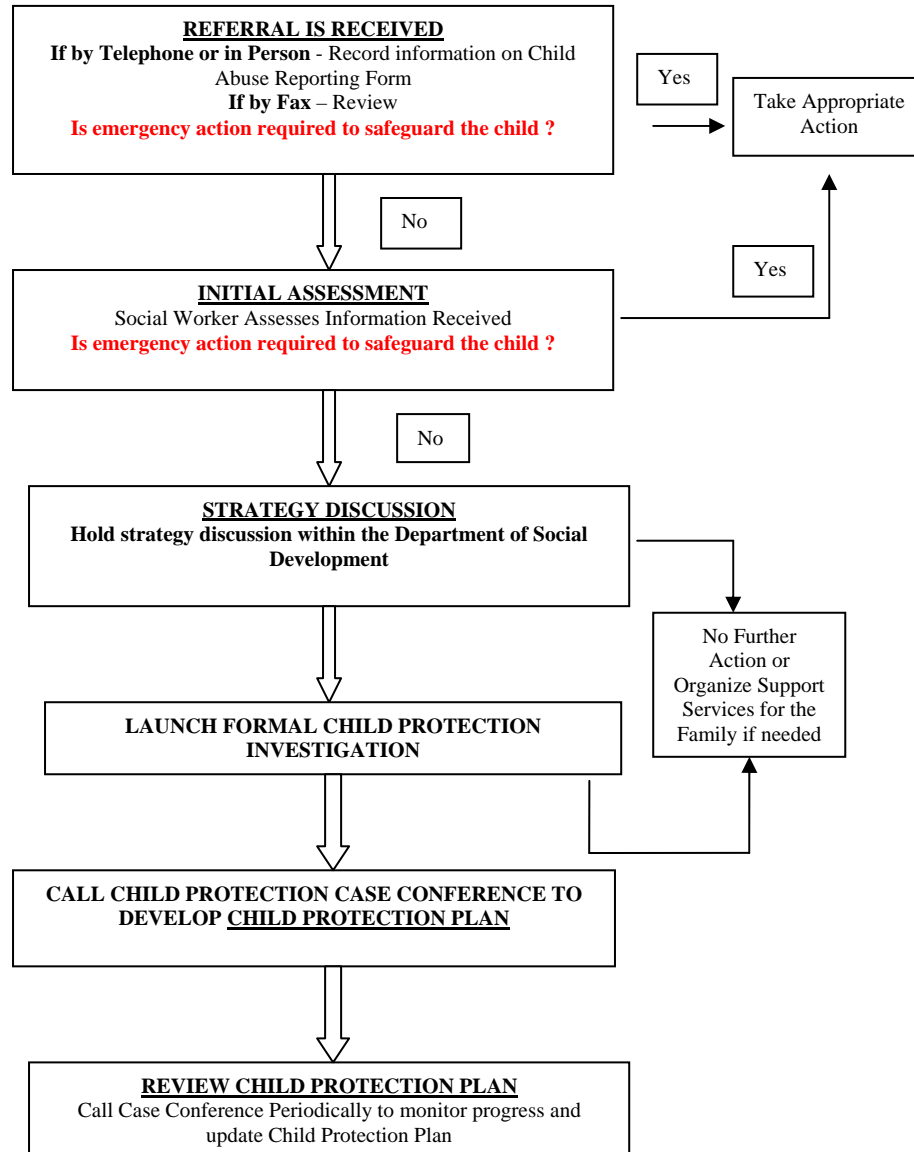 REFERRAL IS RECEIVED
If by Telephone or in Person - Record information on Child
Abuse Reporting Form
If by Fax – Review
Is emergency action required to safeguard the child ?
Yes
Take Appropriate
Action
No
INITIAL ASSESSMENT
Social Worker Assesses Information Received
Is emergency action required to safeguard the child ?
Yes
No
STRATEGY DISCUSSION
Hold strategy discussion within the Department of Social
Development
No Further
Action or
Organize Support
Services for the
Family if needed
LAUNCH FORMAL CHILD PROTECTION
INVESTIGATION
CALL CHILD PROTECTION CASE CONFERENCE TO
DEVELOP CHILD PROTECTION PLAN
REVIEW CHILD PROTECTION PLAN
Call Case Conference Periodically to monitor progress and
update Child Protection Plan